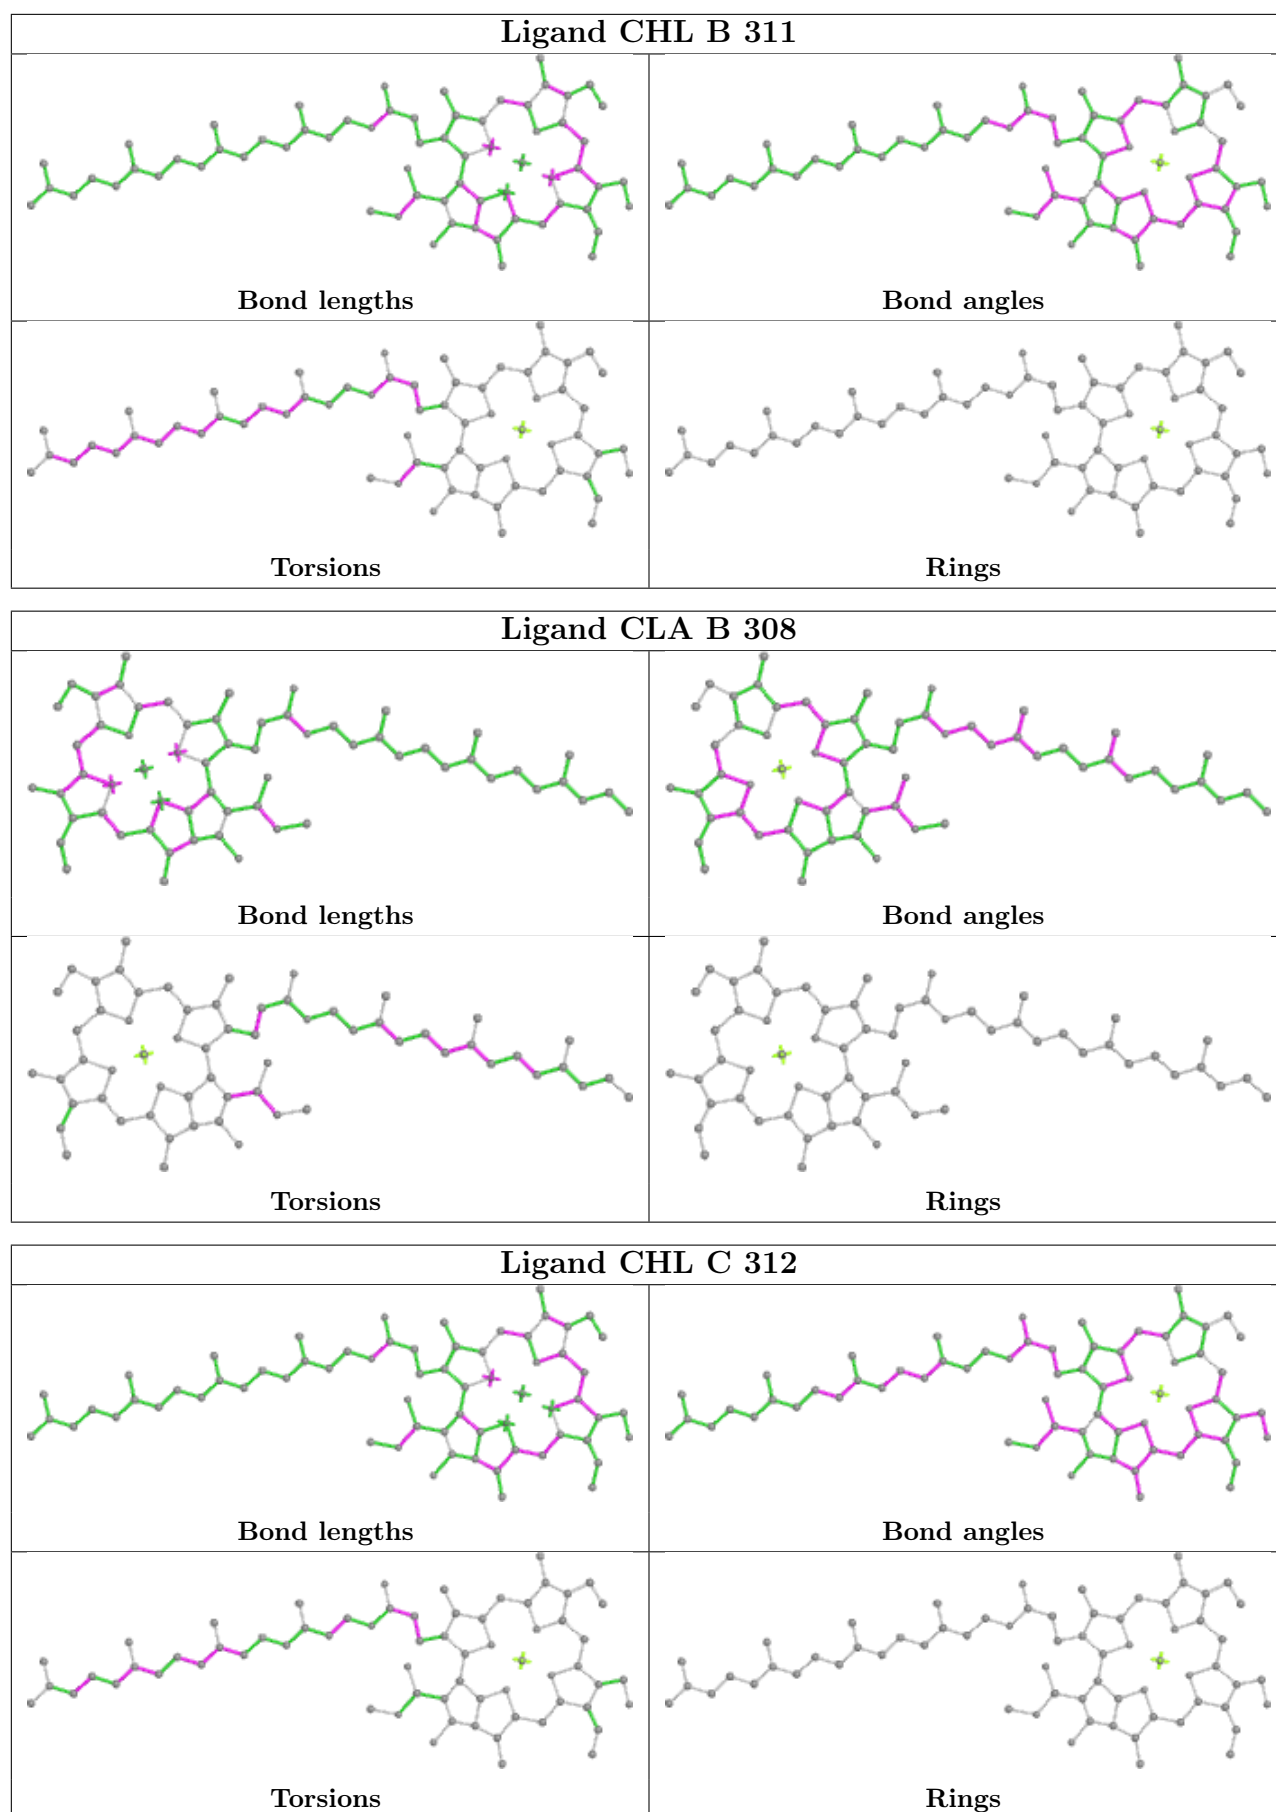 Ligand CHL B 311
Bond lengths
Bond angles
Torsions
Rings
Ligand CLA B 308
Bond lengths
Bond angles
Torsions
Rings
Ligand CHL C 312
Bond lengths
Bond angles
Torsions
Rings